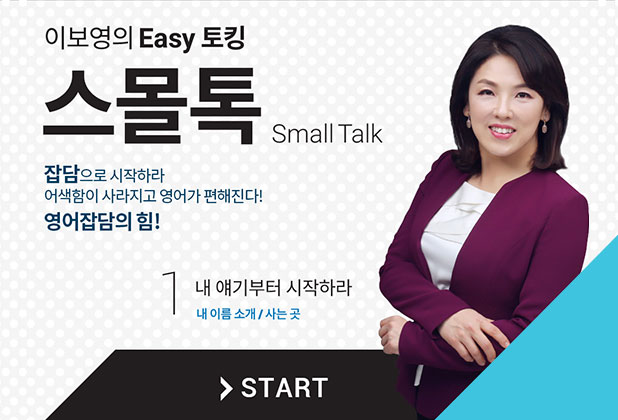 이보영의 Easy 토킹
스몰톡 Small Talk
잡담으로 시작하라
어색함이 사라지고 영어가 편해진다!
영어잡담의 힘!
1 내 얘기부터 시작하라
내 이름 소개 / 사는 곳
START